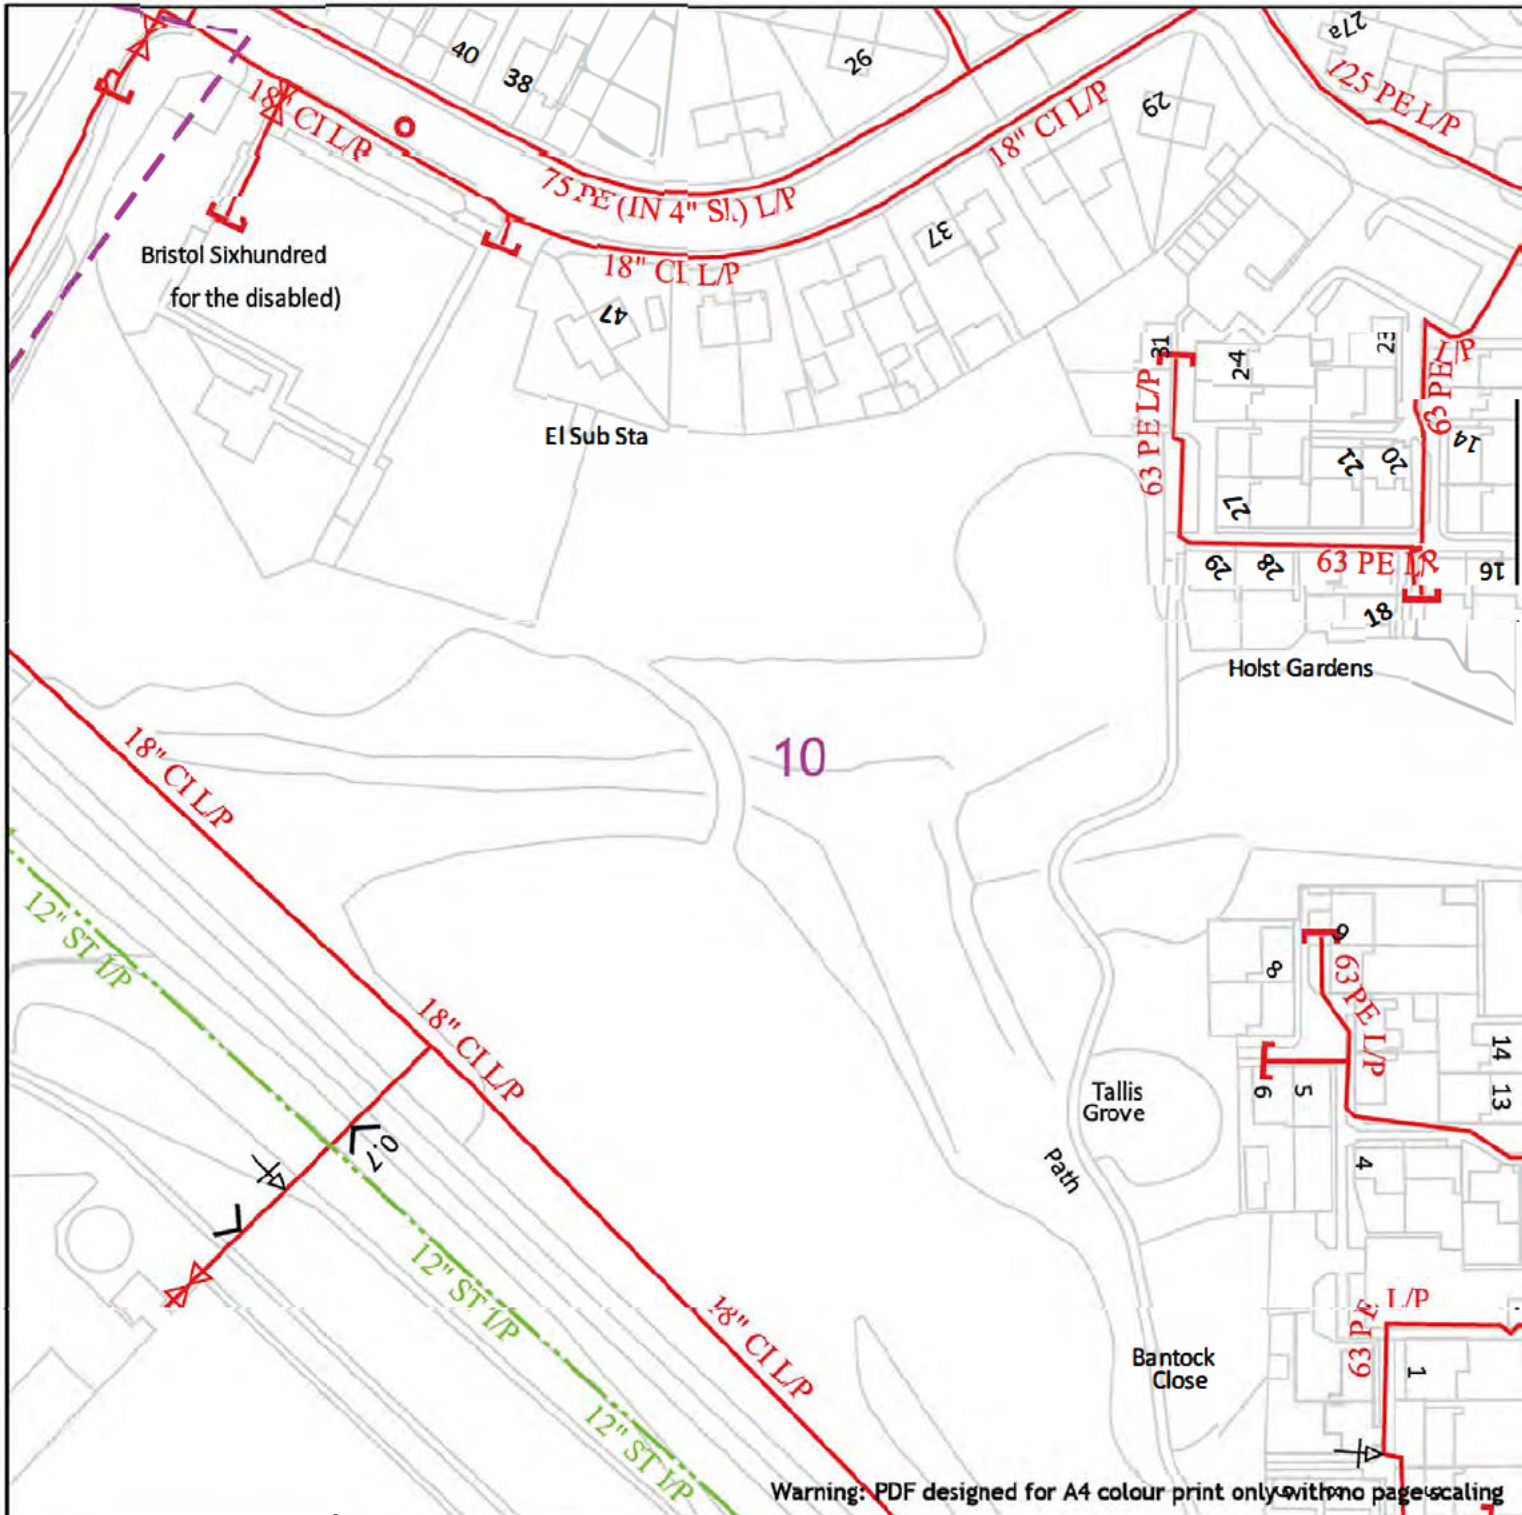 27a
40
38
26
18" CI L/P
125 PE L/P
29
18" CI L/P
75 PE (IN 4" SI.) L/P
37
Bristol Sixhundred
for the disabled)
18" CI L/P
47
31
24
23
L/P
63 PE
63 PE L/P
El Sub Sta
14
21
20
27
29
28
63 PE
16
18
Holst Gardens
10
18" CI L/P
12" ST I/P
9
8
63 PE L/P
18" CI L/P
14
13
6
5
Tallis
Grove
0.7
4
Path
12" ST I/P
18" CI L/P
L/P
63 PE
1
Bantock
Close
12" ST I/P
Warning: PDF designed for A4 colour print only with no page scaling